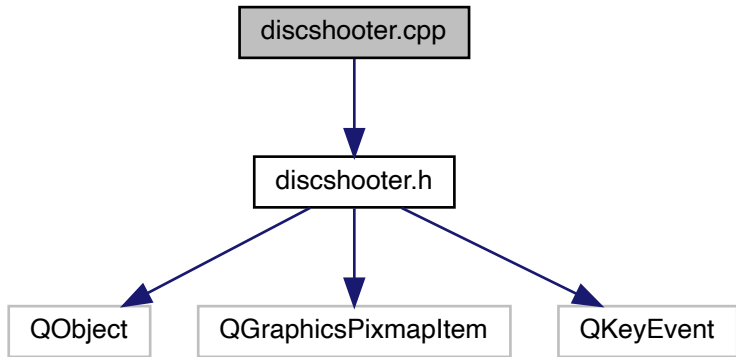 discshooter.cpp
discshooter.h
QObject
QGraphicsPixmapItem
QKeyEvent